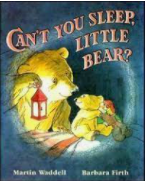 CAN'T YOU SLEEP,
LITTLE
BEAR?
Martin Waddell Barbara Firth